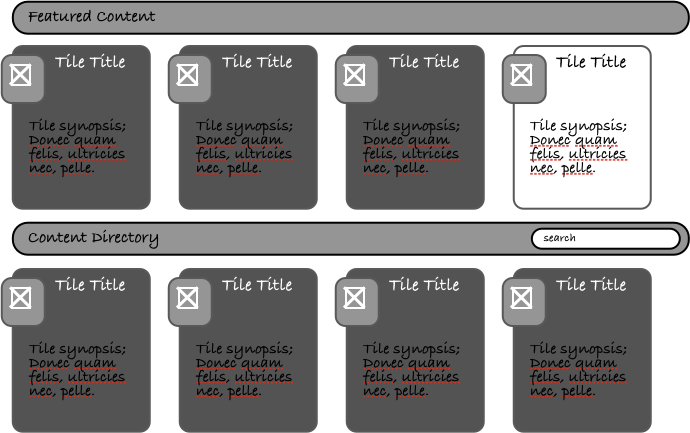 Featured Content
Tile Title
Tile synopsis;
Donec quam
felis, ultricies
nec, pelle.
Tile Title
Tile synopsis;
Donec quam
felis, ultricies
nec, pelle.
Tile Title
Tile synopsis;
Donec quam
felis, ultricies
nec, pelle.
Tile Title
Tile synopsis;
Donec quam
felis, ultricies
nec, pelle.
Content Directory
search
Tile Title
Tile synopsis;
Donec quam
felis, ultricies
nec, pelle.
Tile Title
Tile synopsis;
Donec quam
felis, ultricies
nec, pelle.
Tile Title
Tile synopsis;
Donec quam
felis, ultricies
nec, pelle.
Tile Title
Tile synopsis;
Donec quam
felis, ultricies
nec, pelle.